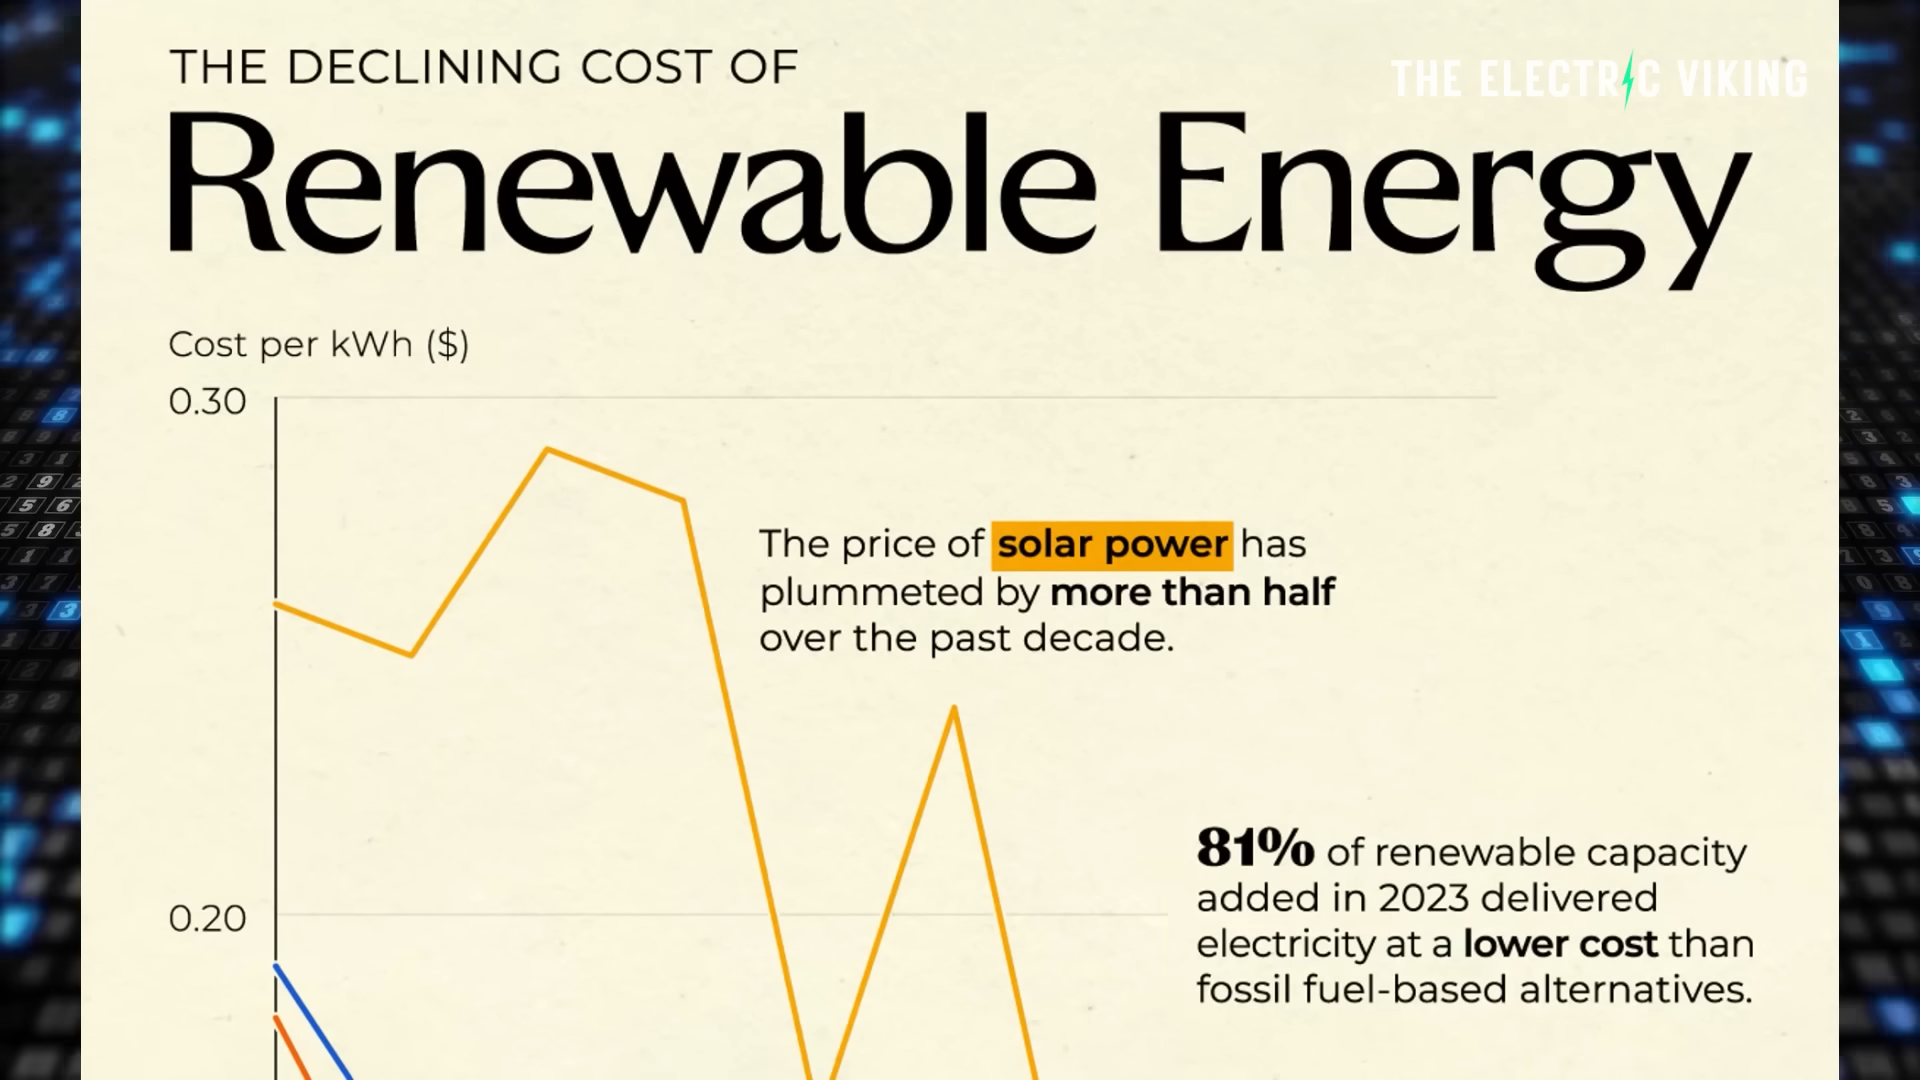 THE DECLINING COST OF
THE ELECTRIC VIKING
Renewable Energy
Cost per kWh ($)
0.30
The price of solar power has
plummeted by more than half
over the past decade.
81% of renewable capacity
added in 2023 delivered
0.20
electricity at a lower cost than
fossil fuel-based alternatives.